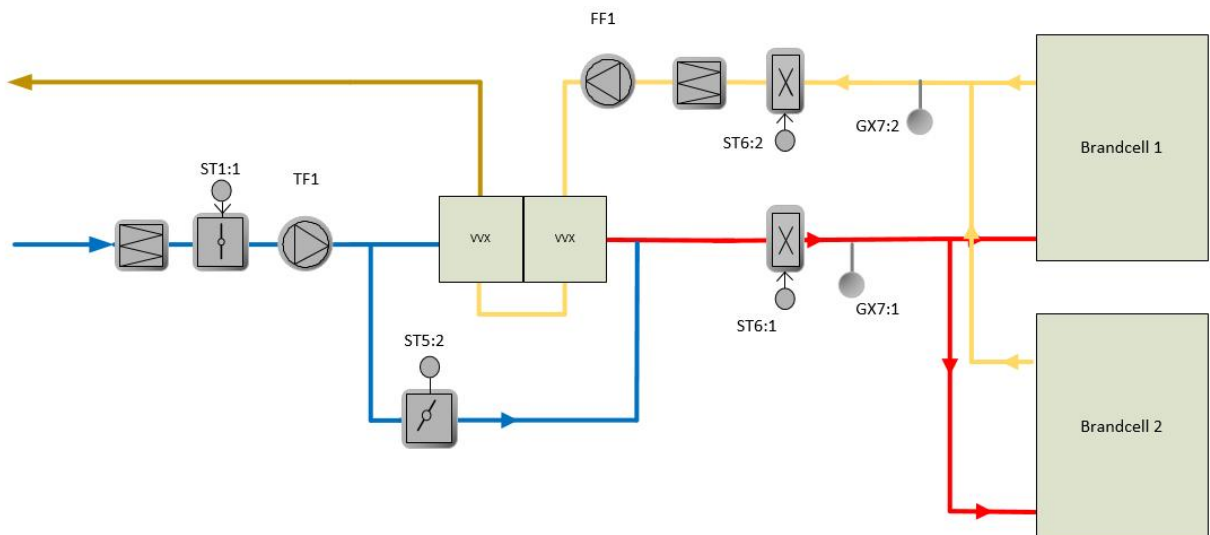 FF1
ST6:2
GX7:2
Brandcell 1
ST1:1
TF1
VVX
VVX
ST6:1
GX7:1
ST5:2
Brandcell 2